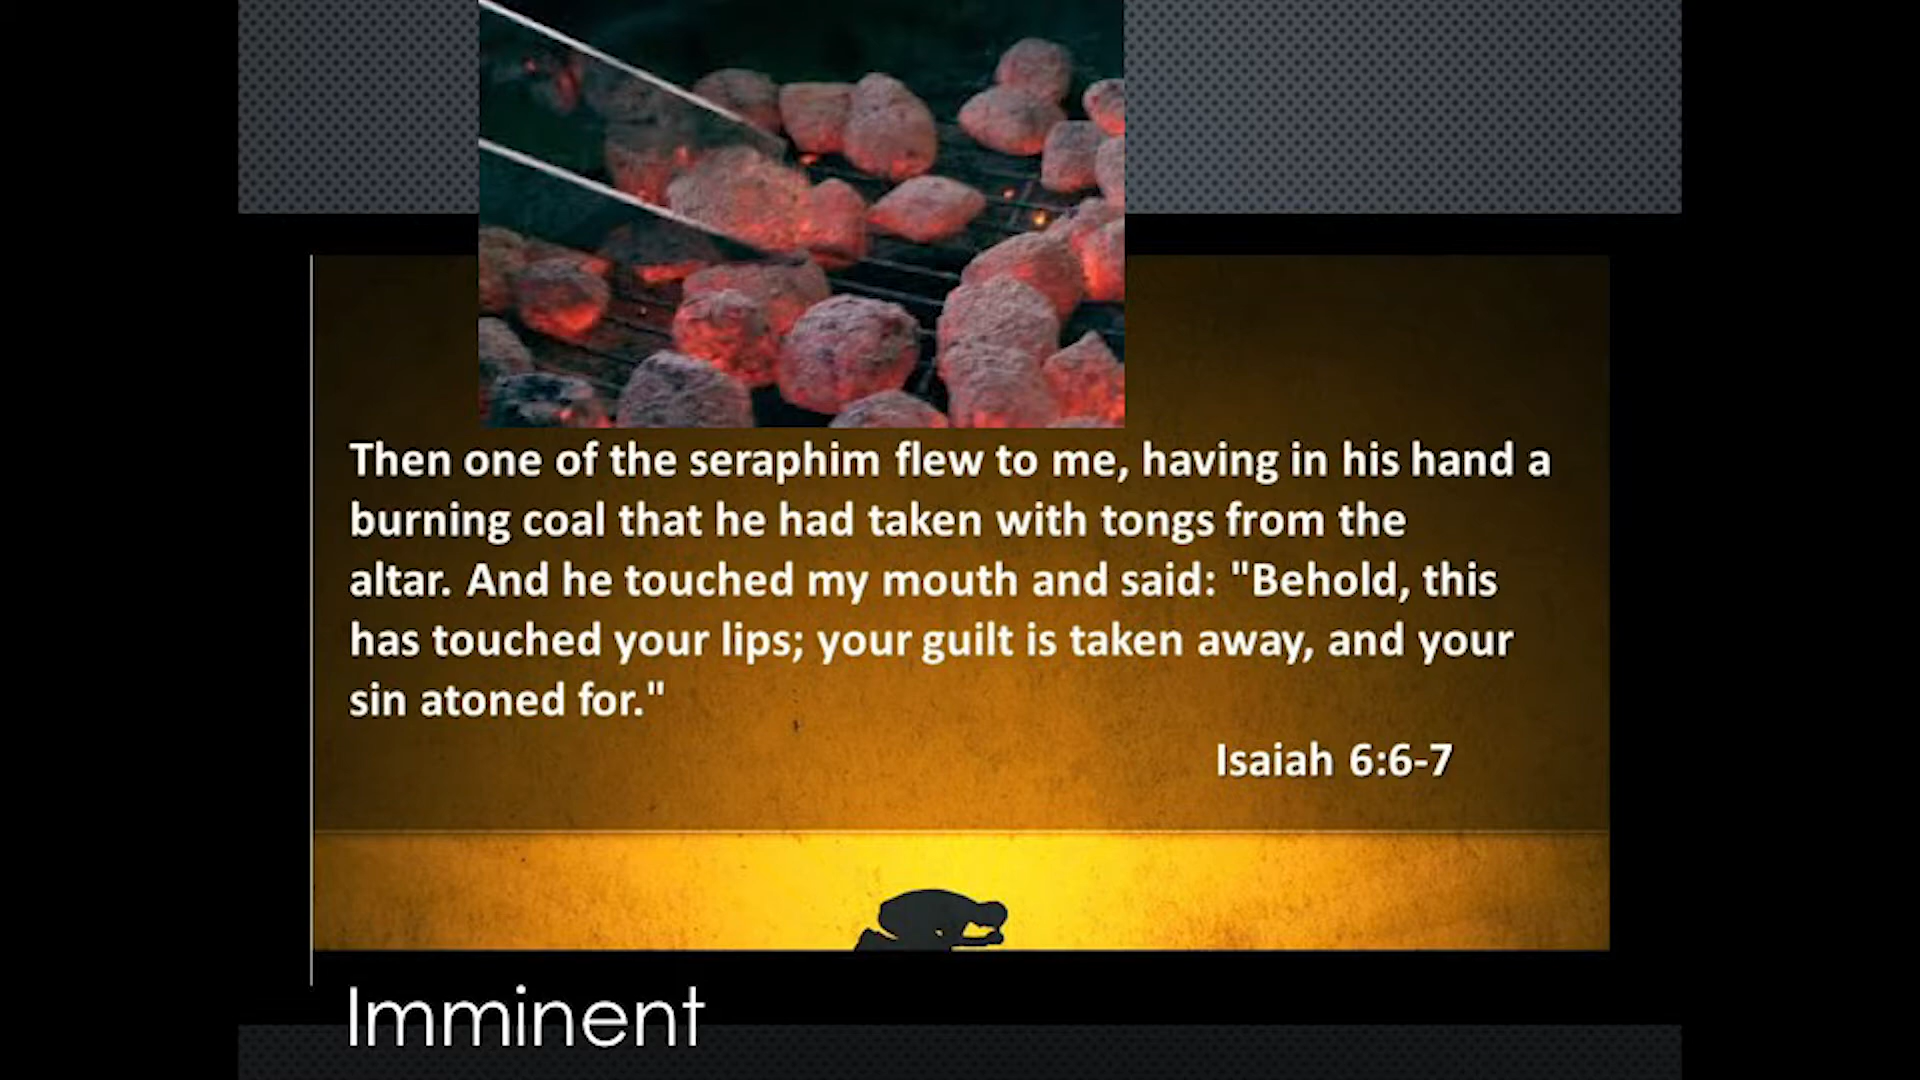 Then one of the seraphim flew to me, having in his hand a
burning coal that he had taken with tongs from the
altar. And he touched my mouth and said: "Behold, this
has touched your lips; your guilt is taken away, and your
sin atoned for."
Isaiah 6:6-7
Imminent